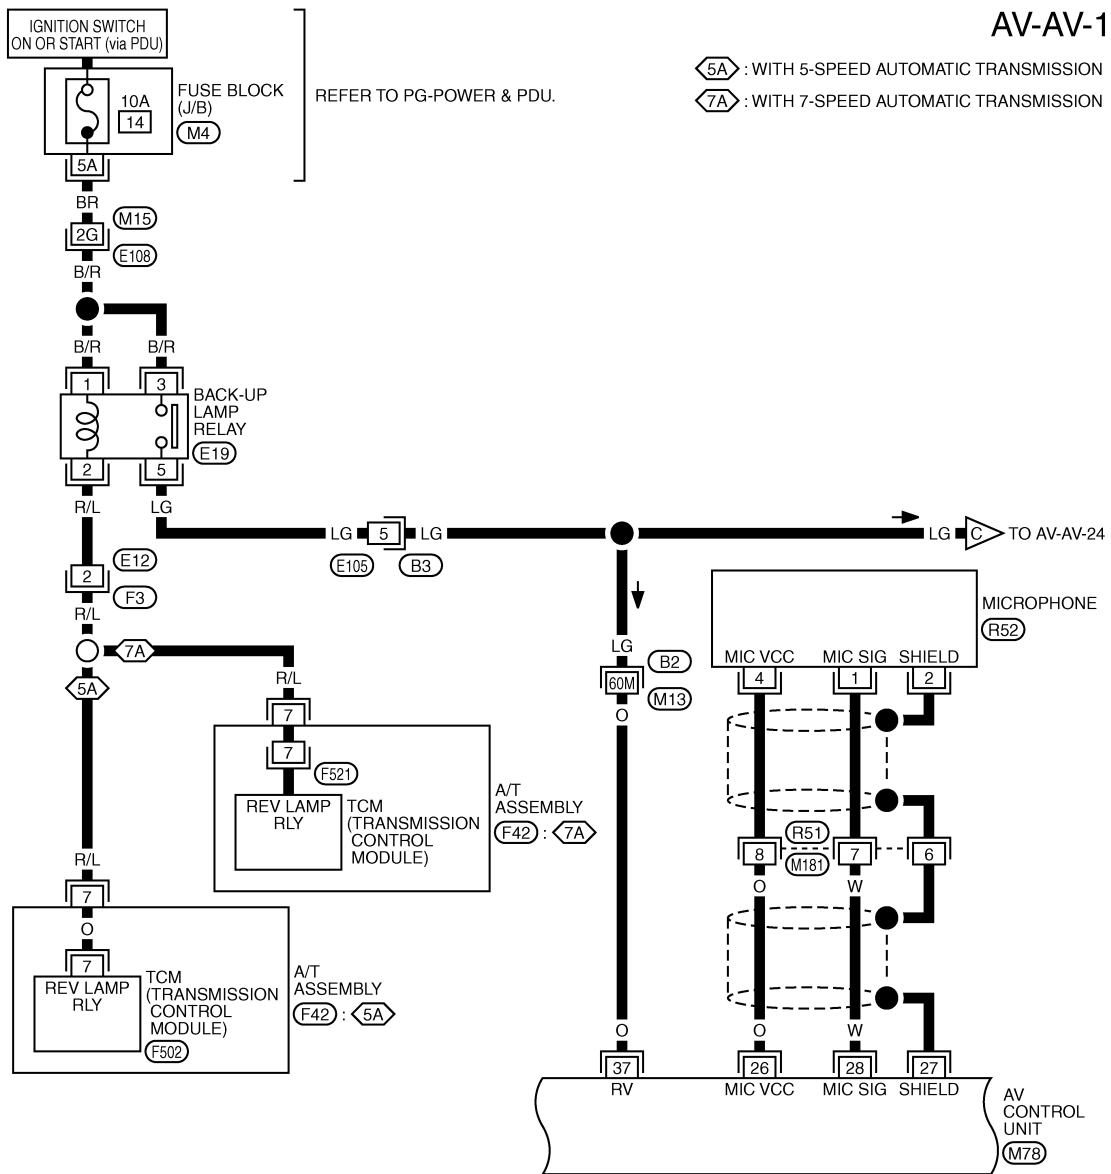 AV-AV-1
IGNITION SWITCH
ON OR START (via PDU)
5A : WITH 5-SPEED AUTOMATIC TRANSMISSION
7A : WITH 7-SPEED AUTOMATIC TRANSMISSION
10A
14
FUSE BLOCK
(J/B)
M4
REFER TO PG-POWER & PDU.
5A
BR
2G
M15
E108
B/R
B/R
B/R
1
3
BACK-UP
LAMP
RELAY
E19
2
5
R/L
LG
LG
5
LG
E105
B3
LG
C
TO AV-AV-24
E12
2
F3
R/L
7A
5A
R/L
LG
60M
B2
M13
O
MICROPHONE
R52
MIC VCC
MIC SIG
SHIELD
4
1
2
7
7
F521
REV LAMP
RLY
TCM
(TRANSMISSION
CONTROL
MODULE)
A/T
ASSEMBLY
F42 : 7A
R51
M181
8
7
6
O
W
R/L
7
O
7
REV LAMP
RLY
TCM
(TRANSMISSION
CONTROL
MODULE)
F502
A/T
ASSEMBLY
F42 : 5A
O
O
W
37
26
28
27
RV
MIC VCC
MIC SIG
SHIELD
AV
CONTROL
UNIT
M78